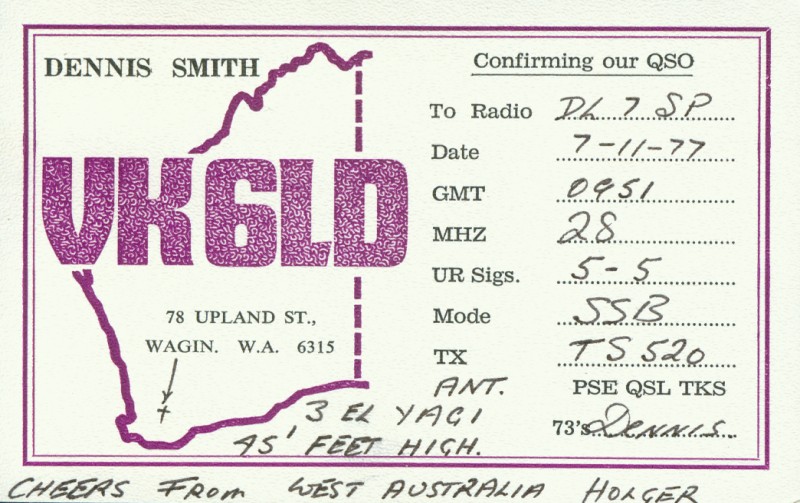 DENNIS SMITH
VK6LD
78 UPLAND ST.,
WAGIN. W.A. 6315
Confirming our QSO
To Radio DL 7 SP
Date 7-11-77
GMT 0951
MHZ 28
UR Sigs. 5-5
Mode SSB
TX TS 520
PSE QSL TKS
73's Dennis
ANT.
3 EL YAGI
45' FEET HIGH.
CHEERS FROM WEST AUSTRALIA HOLGER